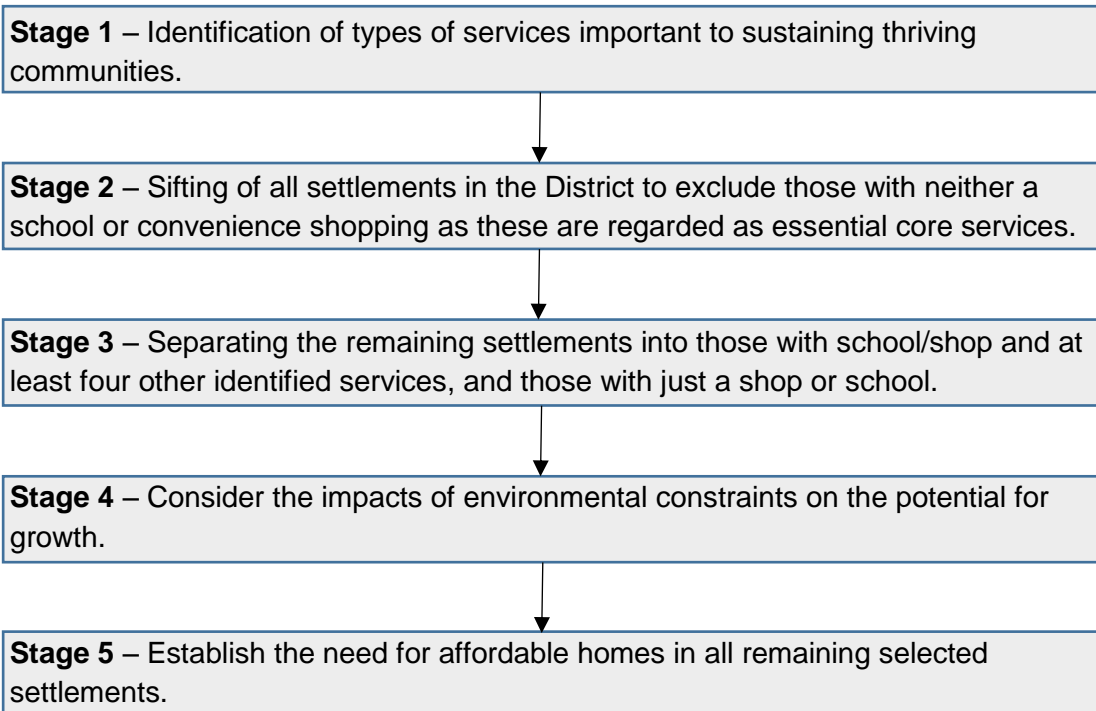 Stage 1 – Identification of types of services important to sustaining thriving
communities.
Stage 2 – Sifting of all settlements in the District to exclude those with neither a
school or convenience shopping as these are regarded as essential core services.
Stage 3 – Separating the remaining settlements into those with school/shop and at
least four other identified services, and those with just a shop or school.
Stage 4 – Consider the impacts of environmental constraints on the potential for
growth.
Stage 5 – Establish the need for affordable homes in all remaining selected
settlements.